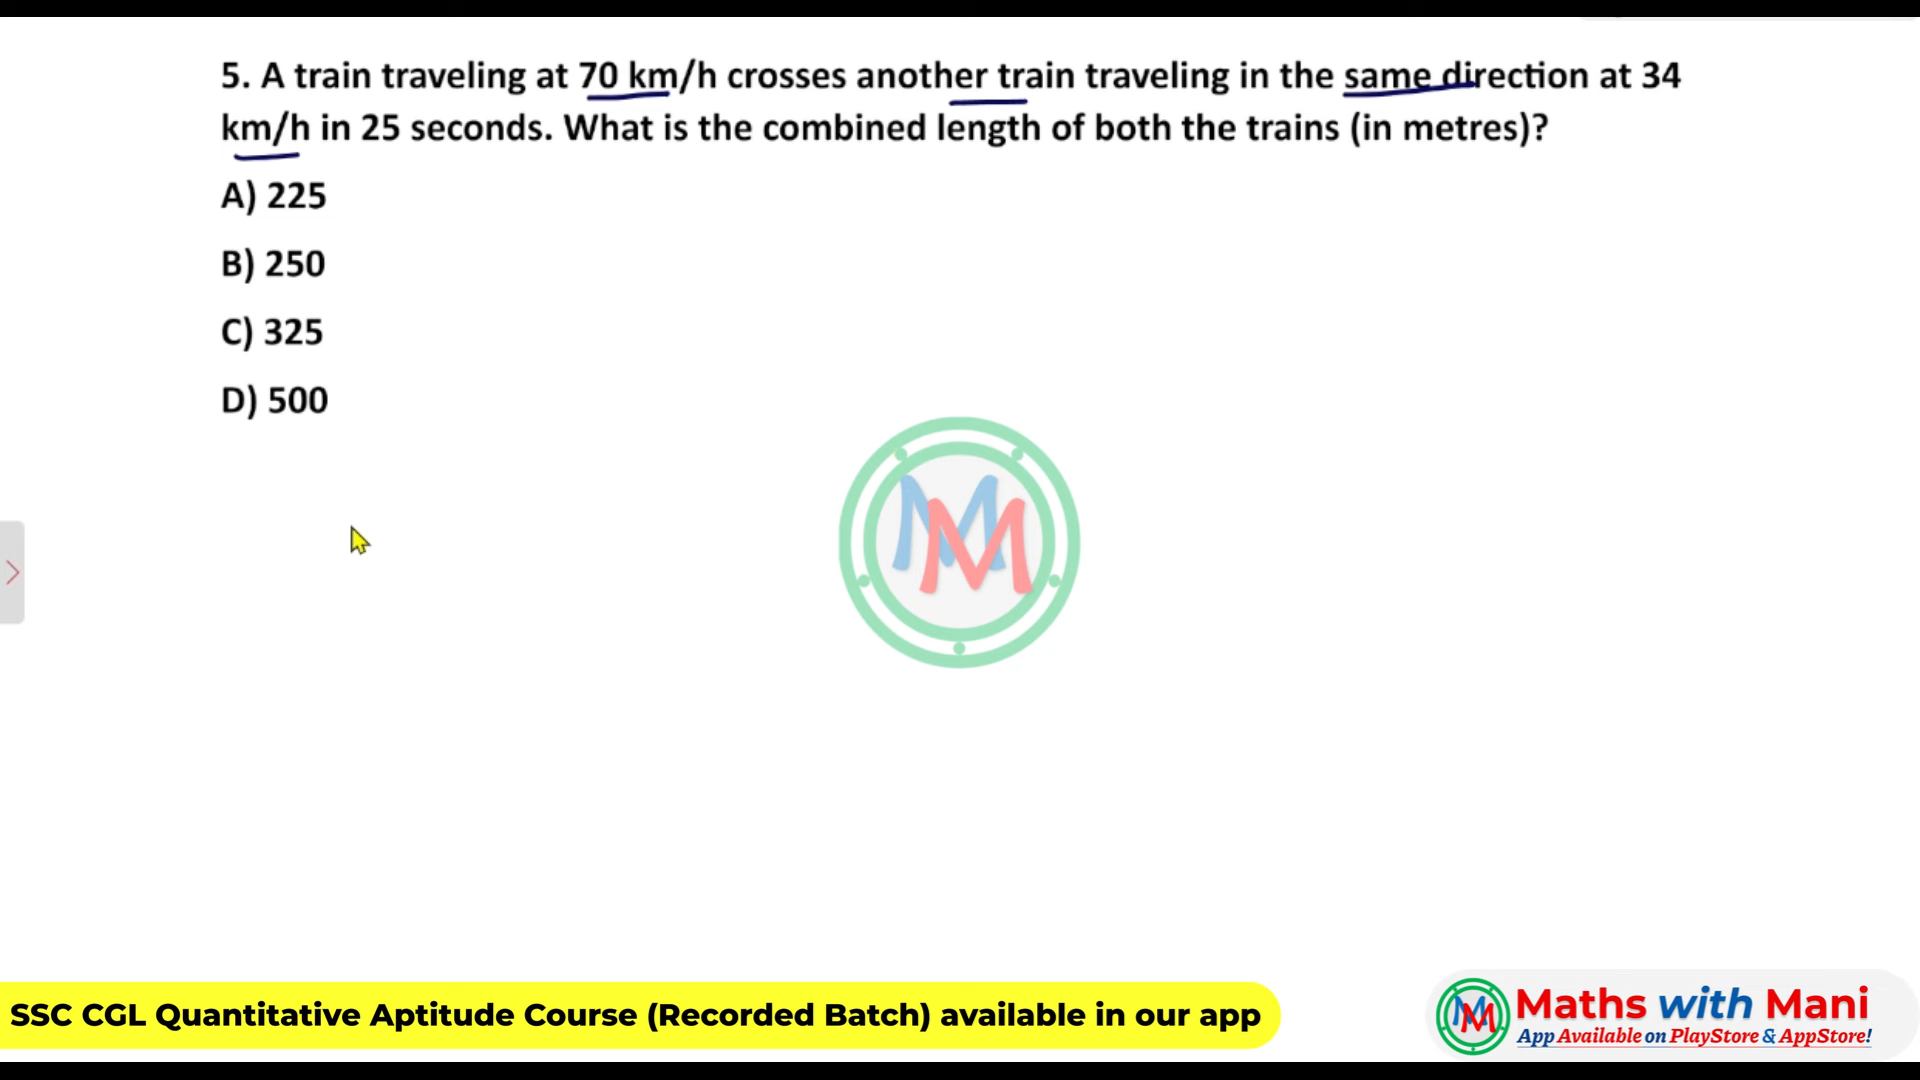 5. A train traveling at 70 km/h crosses another train traveling in the same direction at 34
km/h in 25 seconds. What is the combined length of both the trains (in metres)?
A) 225
B) 250
C) 325
D) 500
MM
SSC CGL Quantitative Aptitude Course (Recorded Batch) available in our app
MM
Maths with Mani
App Available on PlayStore & AppStore!